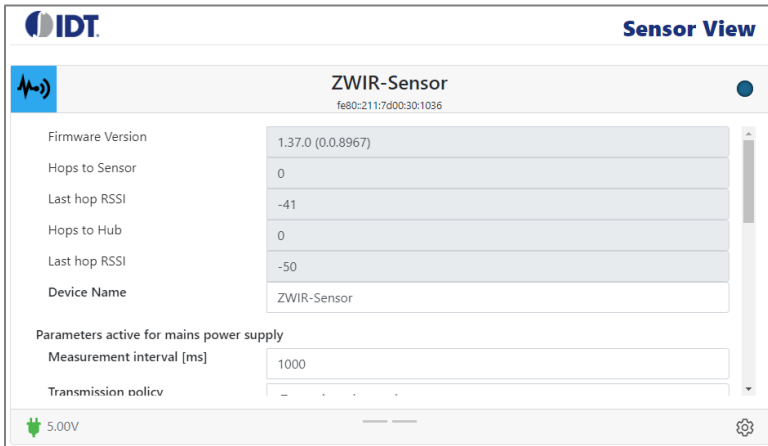 IDT.
Sensor View
ZWIR-Sensor
fe80::211:7d00:30:1036
Firmware Version 1.37.0 (0.0.8967)
Hops to Sensor 0
Last hop RSSI -41
Hops to Hub 0
Last hop RSSI -50
Device Name ZWIR-Sensor
Parameters active for mains power supply
Measurement interval [ms] 1000
Transmission policy
5.00V